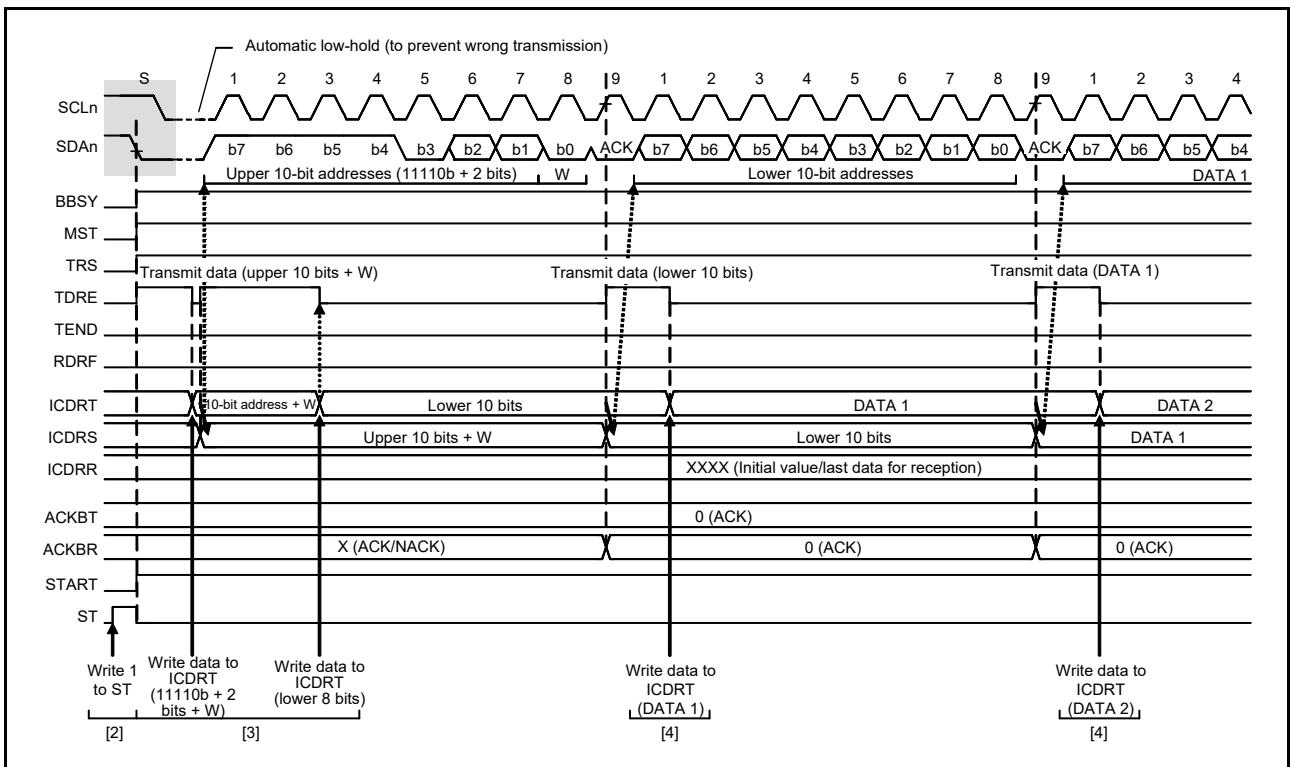 Automatic low-hold (to prevent wrong transmission)
S 1 2 3 4 5 6 7 8 9 1 2 3 4 5 6 7 8 9 1 2 3 4
SCLn
SDAn b7 b6 b5 b4 b3 b2 b1 b0 ACK b7 b6 b5 b4 b3 b2 b1 b0 ACK b7 b6 b5 b4
Upper 10-bit addresses (11110b + 2 bits) W Lower 10-bit addresses DATA 1
BBSY
MST
TRS
Transmit data (upper 10 bits + W) Transmit data (lower 10 bits) Transmit data (DATA 1)
TDRE
TEND
RDRF
ICDRT 10-bit address + W Lower 10 bits DATA 1 DATA 2
ICDRS Upper 10 bits + W Lower 10 bits DATA 1
ICDRR XXXX (Initial value/last data for reception)
ACKBT 0 (ACK)
ACKBR X (ACK/NACK) 0 (ACK) 0 (ACK)
START
ST
Write 1
to ST
Write data to
ICDRT
(11110b + 2
bits + W)
Write data to
ICDRT
(lower 8 bits)
Write data to
ICDRT
(DATA 1)
Write data to
ICDRT
(DATA 2)
[2] [3] [4] [4]